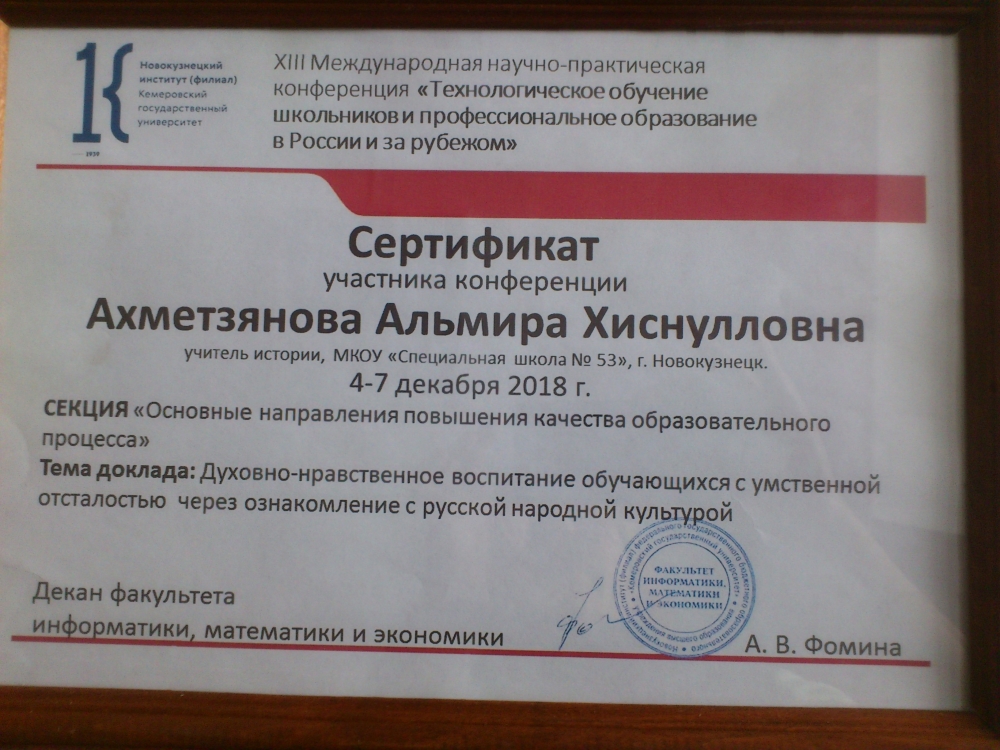 Новокузнецкий
институт (филиал)
Кемеровский
государственный
университет
1939
XIII Международная научно-практическая
конференция «Технологическое обучение
школьников и профессиональное образование
в России и за рубежом»
Сертификат
участника конференции
Ахметзянова Альмира Хиснулловна
учитель истории, МКОУ «Специальная школа № 53», г. Новокузнецк.
4-7 декабря 2018 г.
СЕКЦИЯ «Основные направления повышения качества образовательного
процесса»
Тема доклада: Духовно-нравственное воспитание обучающихся с умственной
отсталостью через ознакомление с русской народной культурой
Декан факультета
информатики, математики и экономики
ФАКУЛЬТЕТ
ИНФОРМАТИКИ,
МАТЕМАТИКИ
И ЭКОНОМИКИ
А. В. Фомина